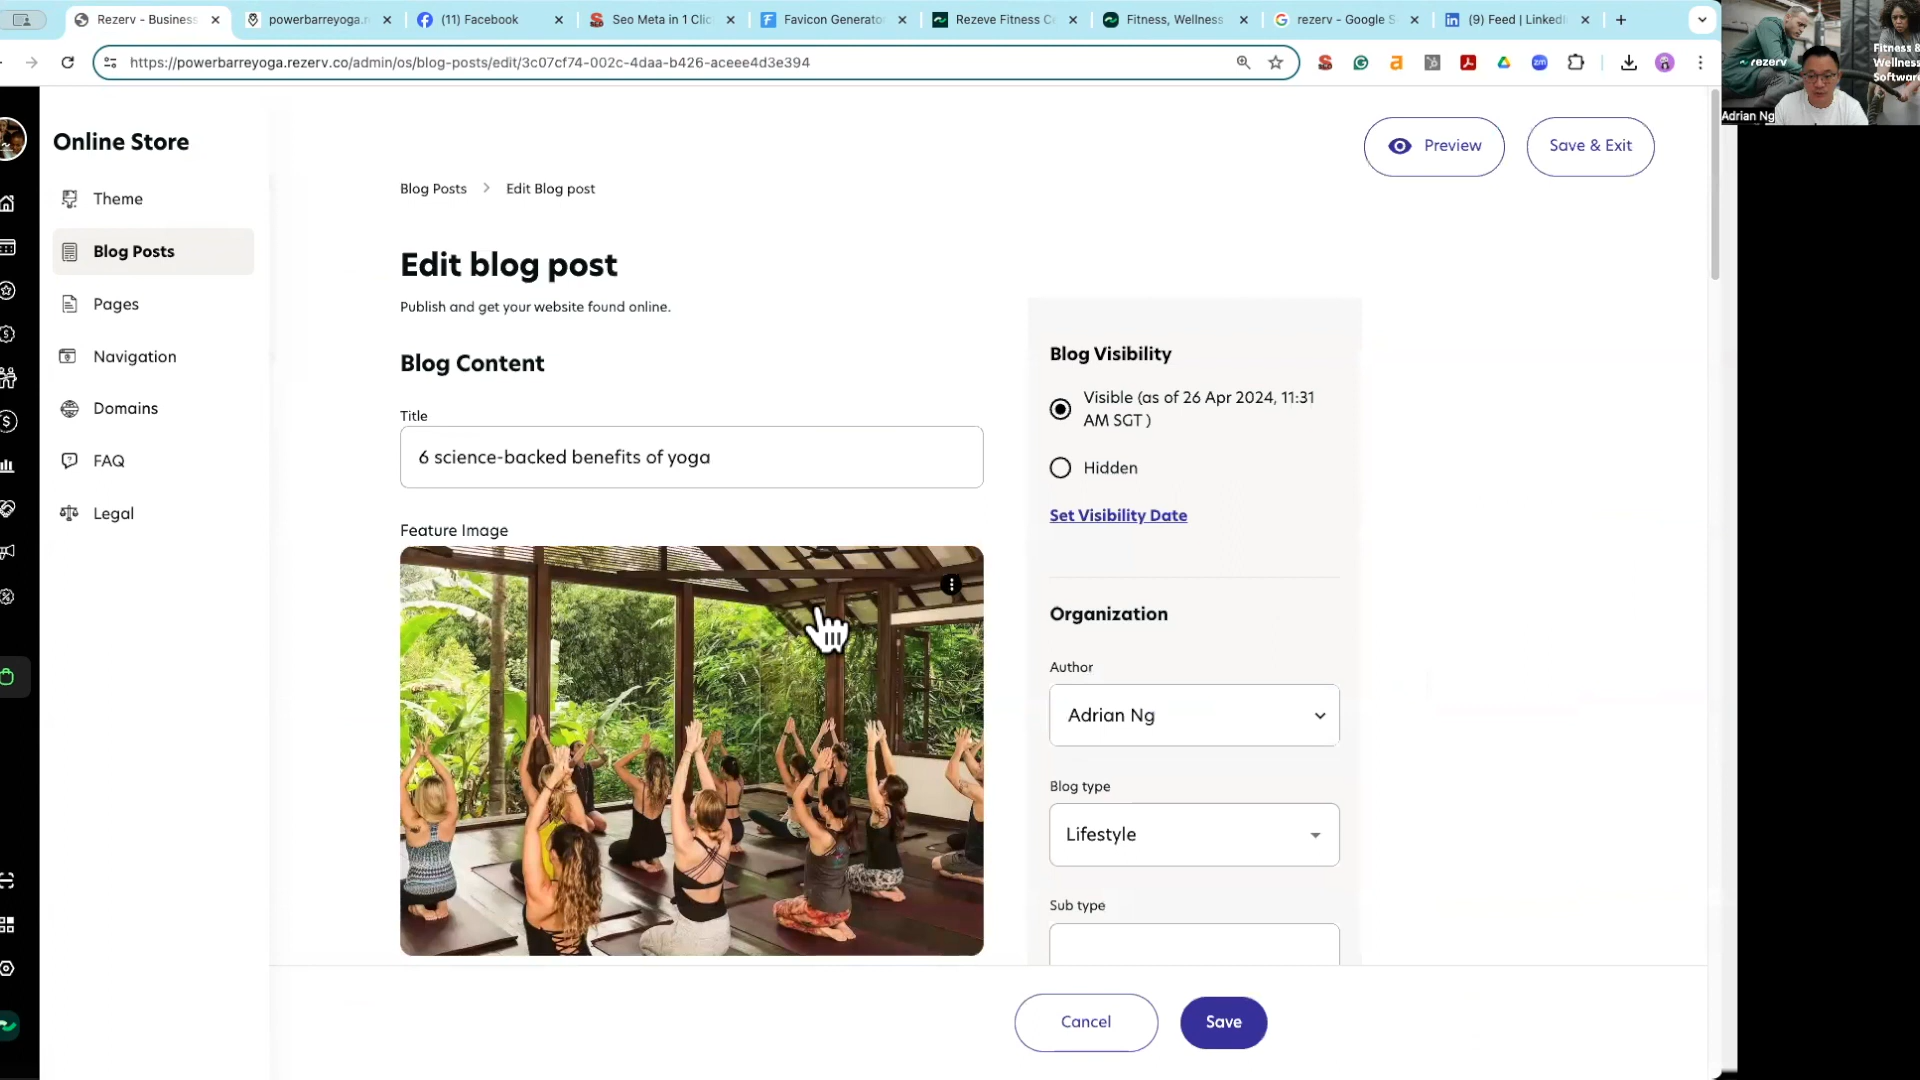 Rezerv - Business
powerbarreyoga.r
(11) Facebook
Seo Meta in 1 Clic
Favicon Generato
Rezeve Fitness C
Fitness, Wellness
rezerv - Google S
(9) Feed | LinkedI
https://powerbarreyoga.rezerv.co/admin/os/blog-posts/edit/3c07cf74-002c-4daa-b426-aceee4d3e394
rezerv
Fitness &
Wellness
Software
Adrian Ng
Online Store
Theme
Blog Posts
Pages
Navigation
Domains
FAQ
Legal
Preview
Save & Exit
Blog Posts > Edit Blog post
Edit blog post
Publish and get your website found online.
Blog Content
Title
6 science-backed benefits of yoga
Feature Image
Blog Visibility
Visible (as of 26 Apr 2024, 11:31
AM SGT )
Hidden
Set Visibility Date
Organization
Author
Adrian Ng
Blog type
Lifestyle
Sub type
Cancel
Save